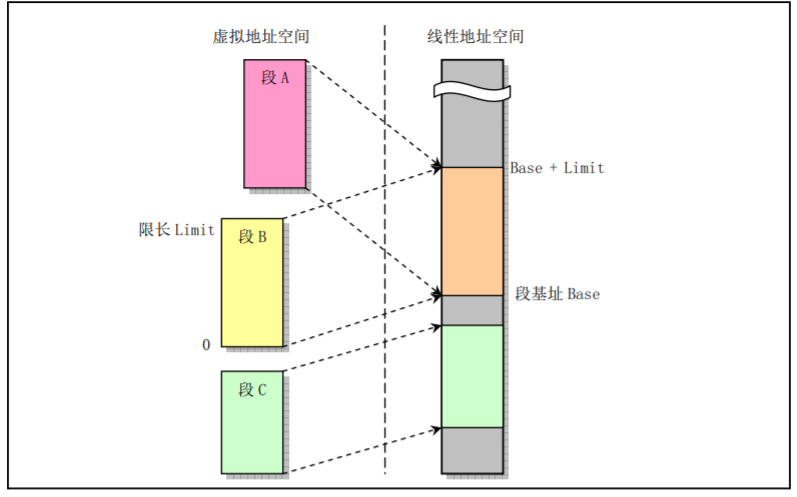 虚拟地址空间
线性地址空间
段 A
Base + Limit
限长 Limit
段 B
段基址 Base
0
段 C